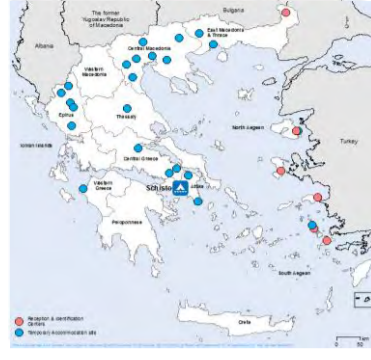 Bulgaria
The former
Yugoslav Republic
of Macedonia
East Macedonia
& Thrace
Albania
Central Macedonia
Western
Macedonia
Epirus
Thessaly
North Aegean
Turkey
Ionian Islands
Central Greece
Western
Greece
Schisto
Attica
Peloponnese
South Aegean
Crete
Reception & Identification
Centers
Temporary Accommodation site